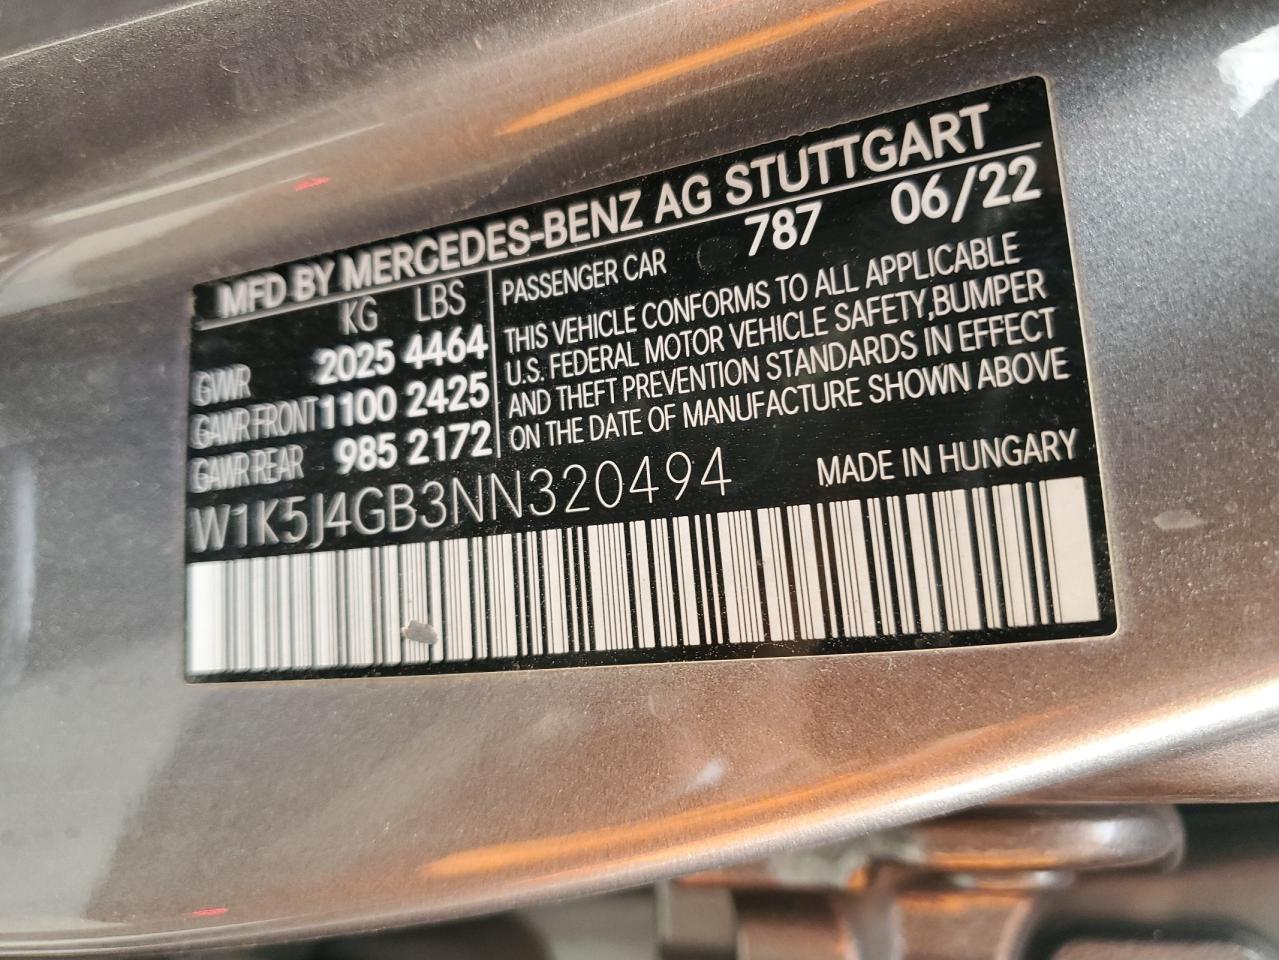 MFD BY MERCEDES-BENZ AG STUTTGART
KG LBS
GVWR 2025 4464
GAWR FRONT 1100 2425
GAWR REAR 985 2172
PASSENGER CAR 787 06/22
THIS VEHICLE CONFORMS TO ALL APPLICABLE
U.S. FEDERAL MOTOR VEHICLE SAFETY,BUMPER
AND THEFT PREVENTION STANDARDS IN EFFECT
ON THE DATE OF MANUFACTURE SHOWN ABOVE
W1K5J4GB3NN320494 MADE IN HUNGARY